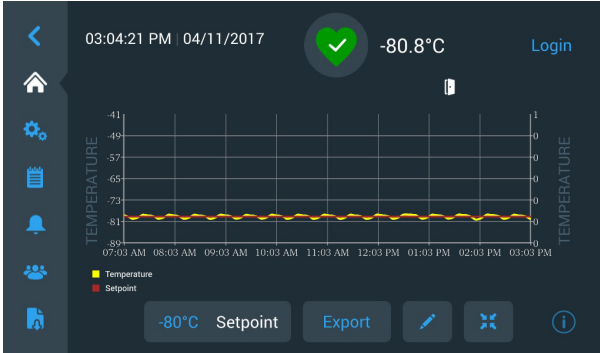 03:04:21 PM | 04/11/2017
-80.8°C
Login
-41
-49
-57
-65
-73
-81
-89
TEMPERATURE
1
0
0
0
0
0
0
TEMPERATURE
07:03 AM 08:03 AM 09:03 AM 10:03 AM 11:03 AM 12:03 PM 01:03 PM 02:03 PM 03:03 PM
Temperature
Setpoint
-80°C Setpoint
Export
i